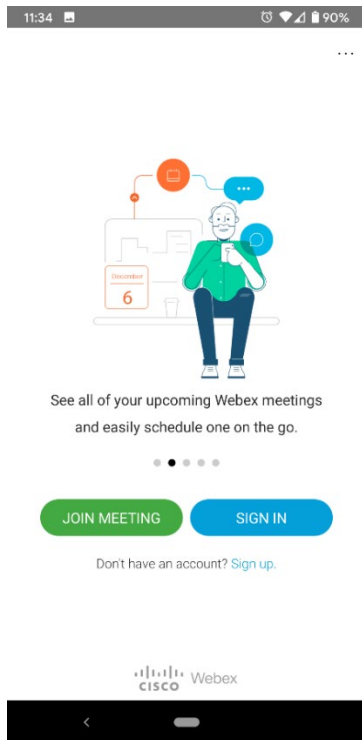 11:34 90%
...
December
6
See all of your upcoming Webex meetings
and easily schedule one on the go.
JOIN MEETING SIGN IN
Don't have an account? Sign up.
CISCO Webex